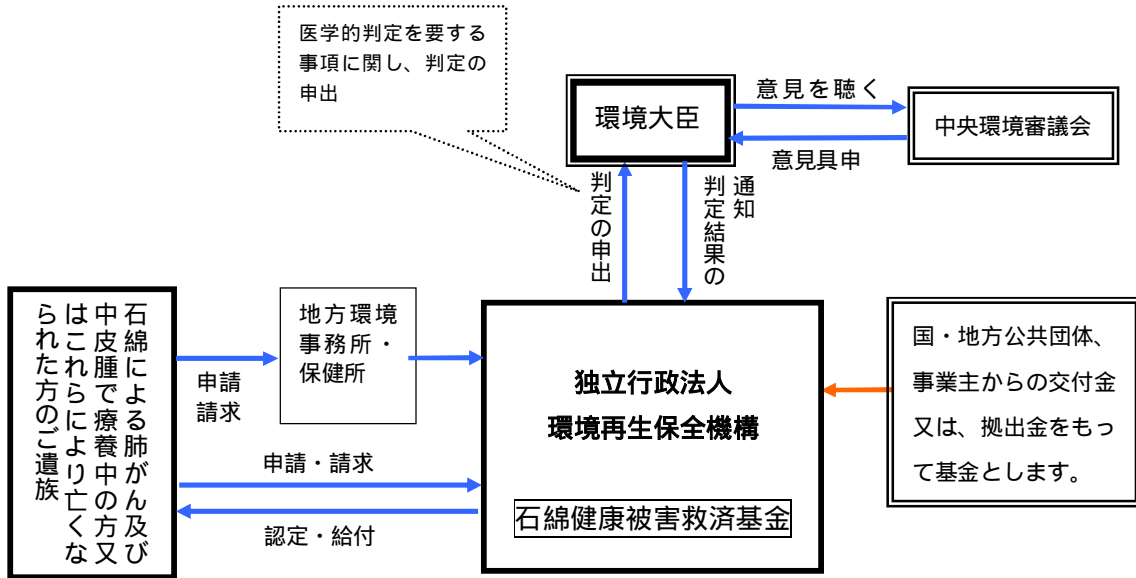 医学的判定を要する
事項に関し、判定の
申出
環境大臣
意見を聴く
意見具申
中央環境審議会
判定の申出
判定結果の
通知
石綿による肺がん及び
中皮腫で療養中の方又
はこれらにより亡くな
られた方のご遺族
申請
請求
地方環境
事務所・
保健所
申請・請求
認定・給付
独立行政法人
環境再生保全機構
石綿健康被害救済基金
国・地方公共団体、
事業主からの交付金
又は、拠出金をもっ
て基金とします。